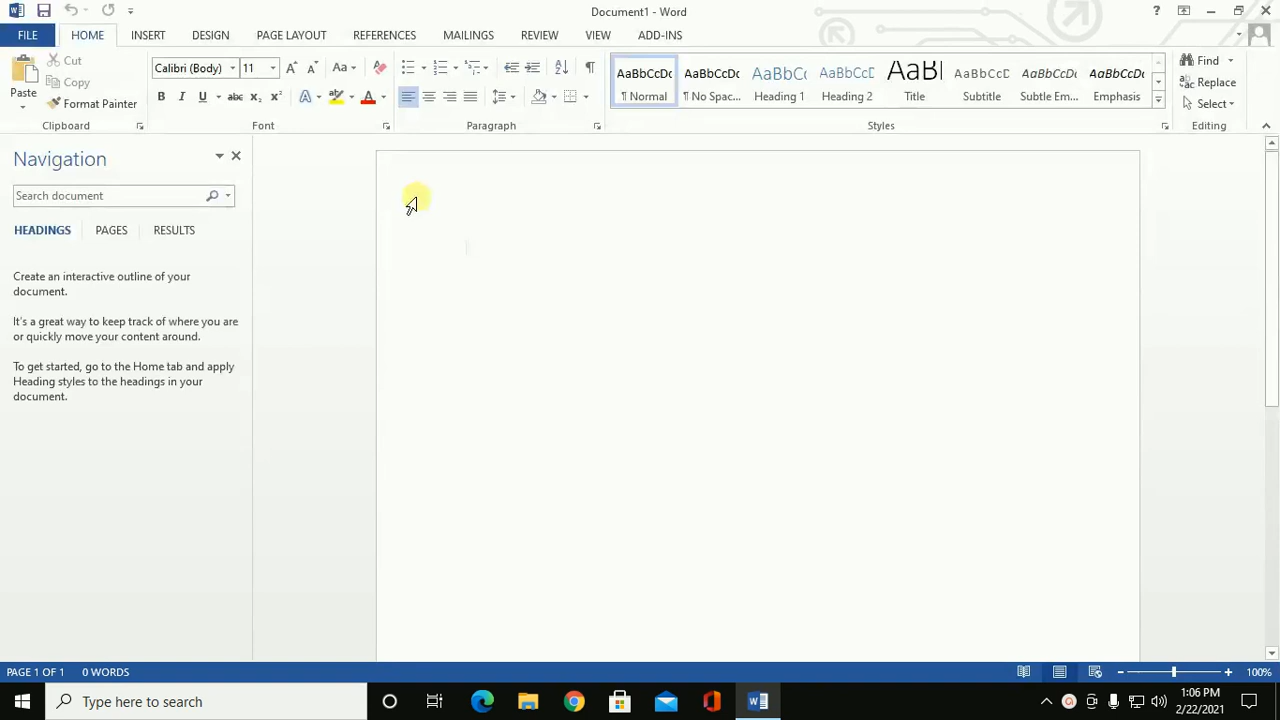 Document1 - Word
FILE HOME INSERT DESIGN PAGE LAYOUT REFERENCES MAILINGS REVIEW VIEW ADD-INS
Paste
Cut
Copy
Format Painter
Clipboard
Calibri (Body) 11
Font
Paragraph
AaBbCcDc AaBbCcDc AaBbCc AaBbCcD AaBl AaBbCcD AaBbCcDc AaBbCcDc
¶ Normal ¶ No Spac... Heading 1 Heading 2 Title Subtitle Subtle Em... Emphasis
Styles
Find
Replace
Select
Editing
Navigation
Search document
HEADINGS PAGES RESULTS
Create an interactive outline of your
document.
It's a great way to keep track of where you are
or quickly move your content around.
To get started, go to the Home tab and apply
Heading styles to the headings in your
document.
PAGE 1 OF 1 0 WORDS
100%
Type here to search
1:06 PM
2/22/2021